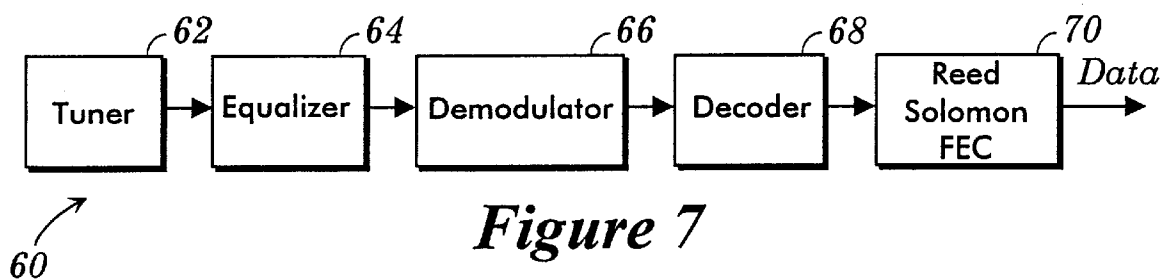 62
64
66
68
70
Tuner
Equalizer
Demodulator
Decoder
Reed
Solomon
FEC
Data
60
Figure 7